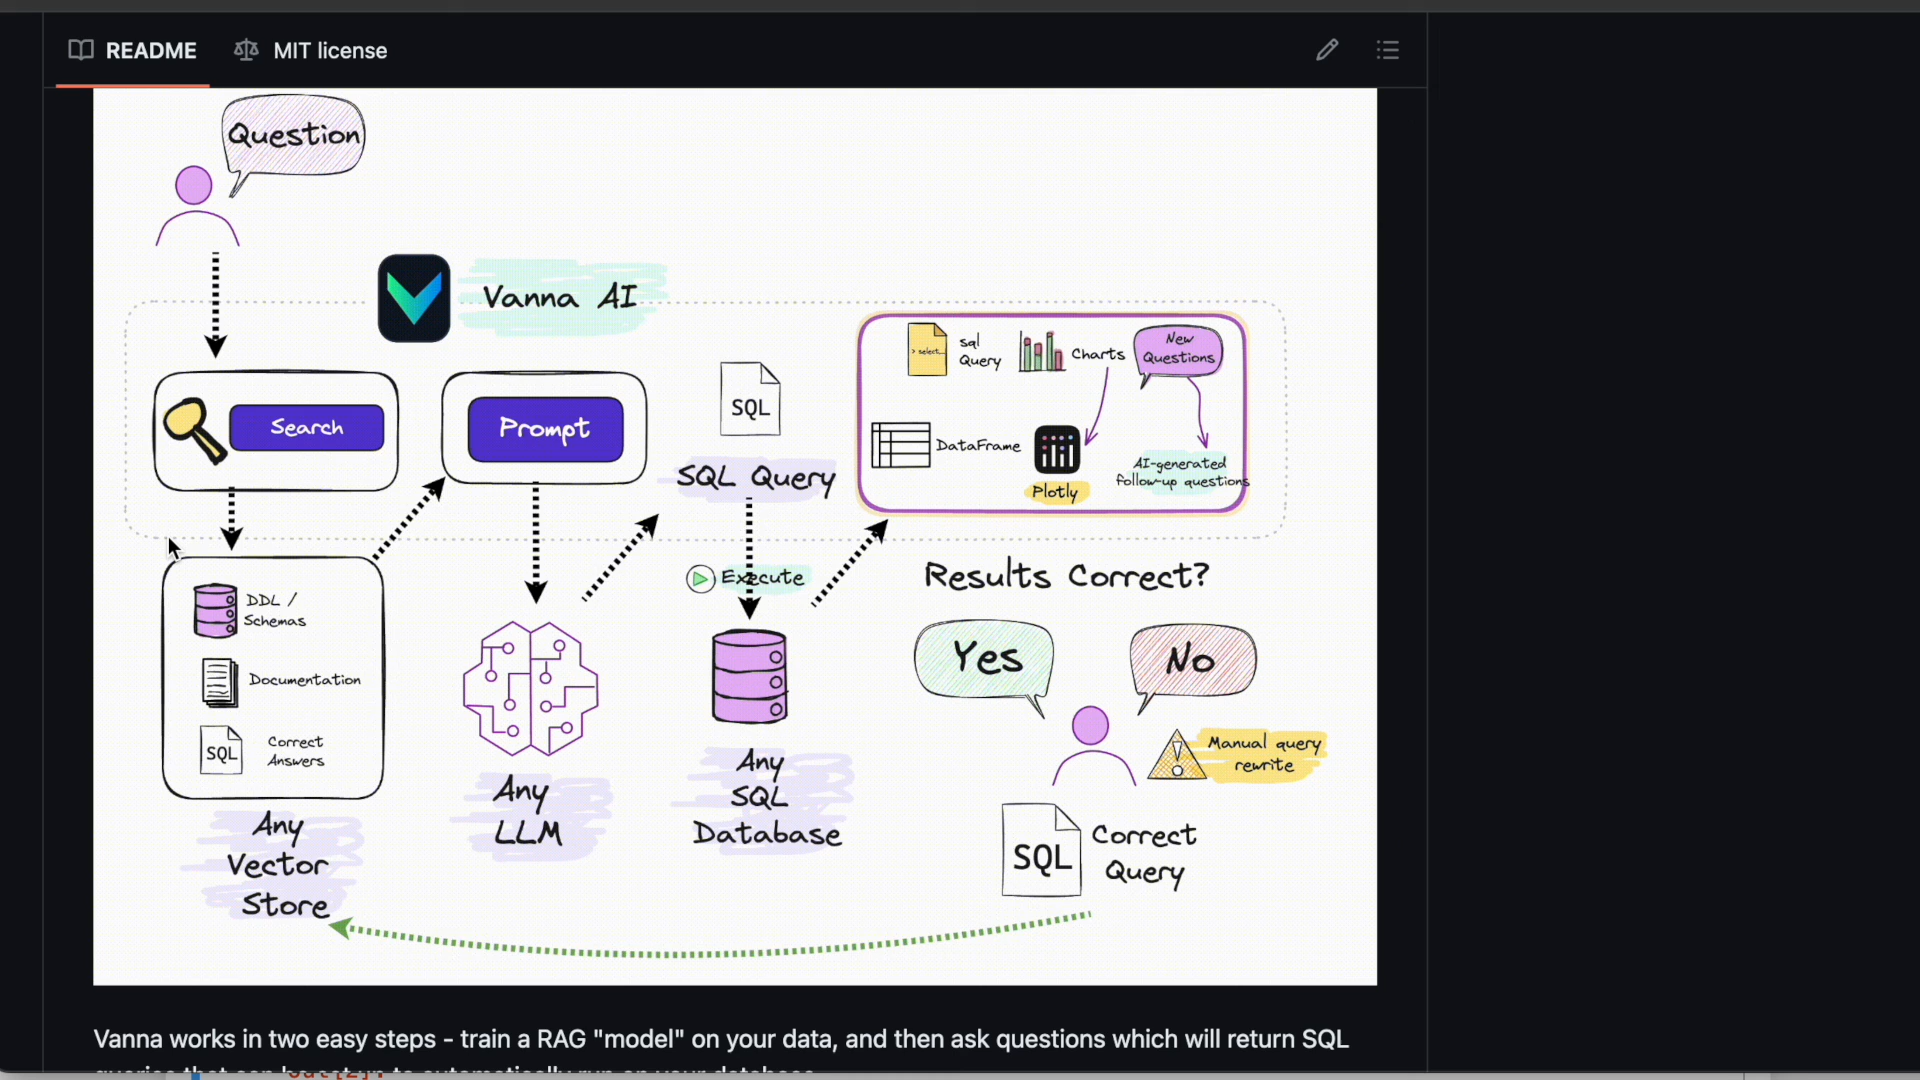 README
MIT license
Question
Vanna AI
Search
Prompt
SQL
SQL Query
> select...
sql
Query
Charts
New
Questions
DataFrame
Plotly
AI-generated
follow-up questions
DDL /
Schemas
Documentation
SQL
Correct
Answers
Any
Vector
Store
Any
LLM
Execute
Any
SQL
Database
Results Correct?
Yes
No
Manual query
rewrite
SQL
Correct
Query
Vanna works in two easy steps - train a RAG "model" on your data, and then ask questions which will return SQL